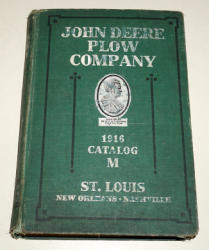 JOHN DEERE
PLOW
COMPANY
1916
CATALOG
M
ST. LOUIS
NEW ORLEANS - NASHVILLE